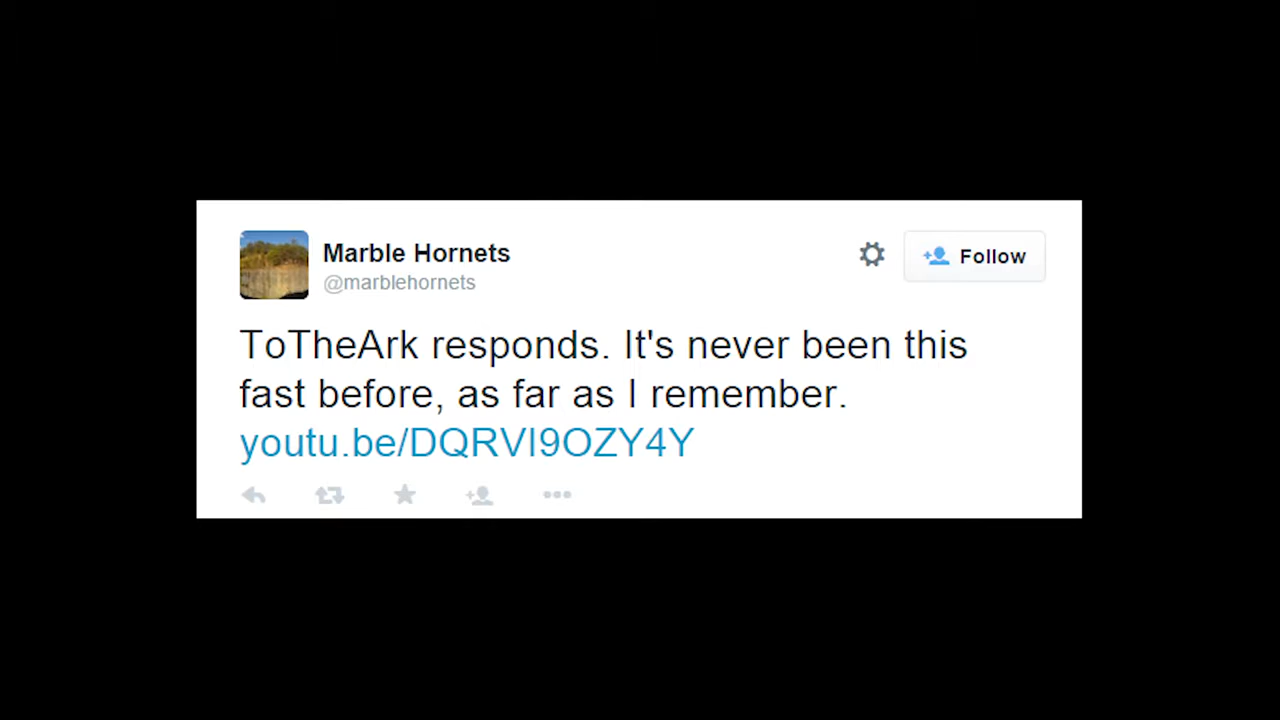 Marble Hornets
@marblehornets
Follow
ToTheArk responds. It's never been this
fast before, as far as I remember.
youtu.be/DQRVI9OZY4Y